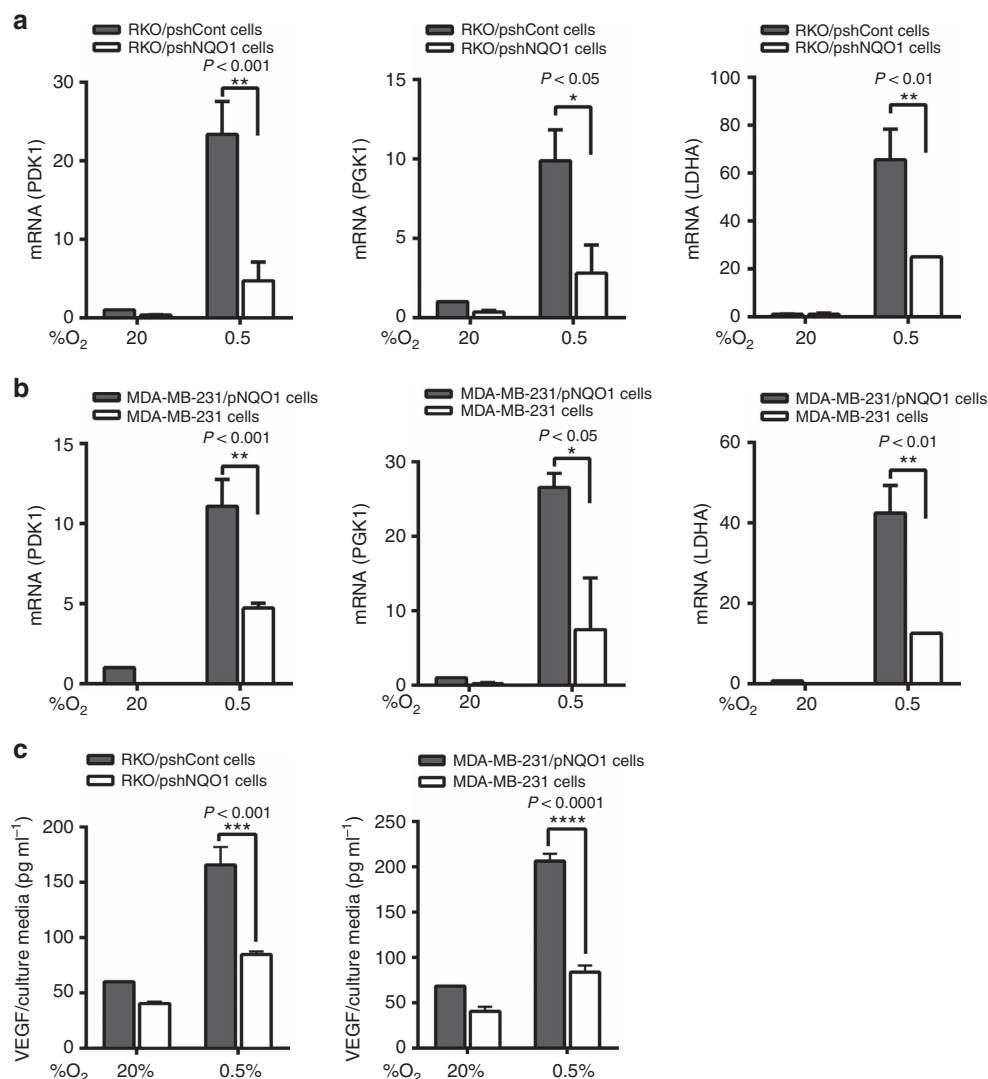 a
RKO/pshCont cells
RKO/pshNQO1 cells
P < 0.001
**
30
20
10
0
mRNA (PDK1)
%O2
20
0.5
RKO/pshCont cells
RKO/pshNQO1 cells
P < 0.05
*
15
10
5
0
mRNA (PGK1)
20
0.5
RKO/pshCont cells
RKO/pshNQO1 cells
P < 0.01
**
100
80
60
40
20
0
mRNA (LDHA)
%O2
20
0.5
b
MDA-MB-231/pNQO1 cells
MDA-MB-231 cells
P < 0.001
**
15
10
5
0
mRNA (PDK1)
%O2
20
0.5
MDA-MB-231/pNQO1 cells
MDA-MB-231 cells
P < 0.05
*
30
20
10
0
mRNA (PGK1)
%O2
20
0.5
MDA-MB-231/pNQO1 cells
MDA-MB-231 cells
P < 0.01
**
60
40
20
0
mRNA (LDHA)
%O2
20
0.5
c
RKO/pshCont cells
RKO/pshNQO1 cells
P < 0.001
***
200
150
100
50
0
VEGF/culture media (pg ml⁻¹)
%O2
20%
0.5%
MDA-MB-231/pNQO1 cells
MDA-MB-231 cells
P < 0.0001
****
250
200
150
100
50
0
VEGF/culture media (pg ml⁻¹)
%O2
20%
0.5%